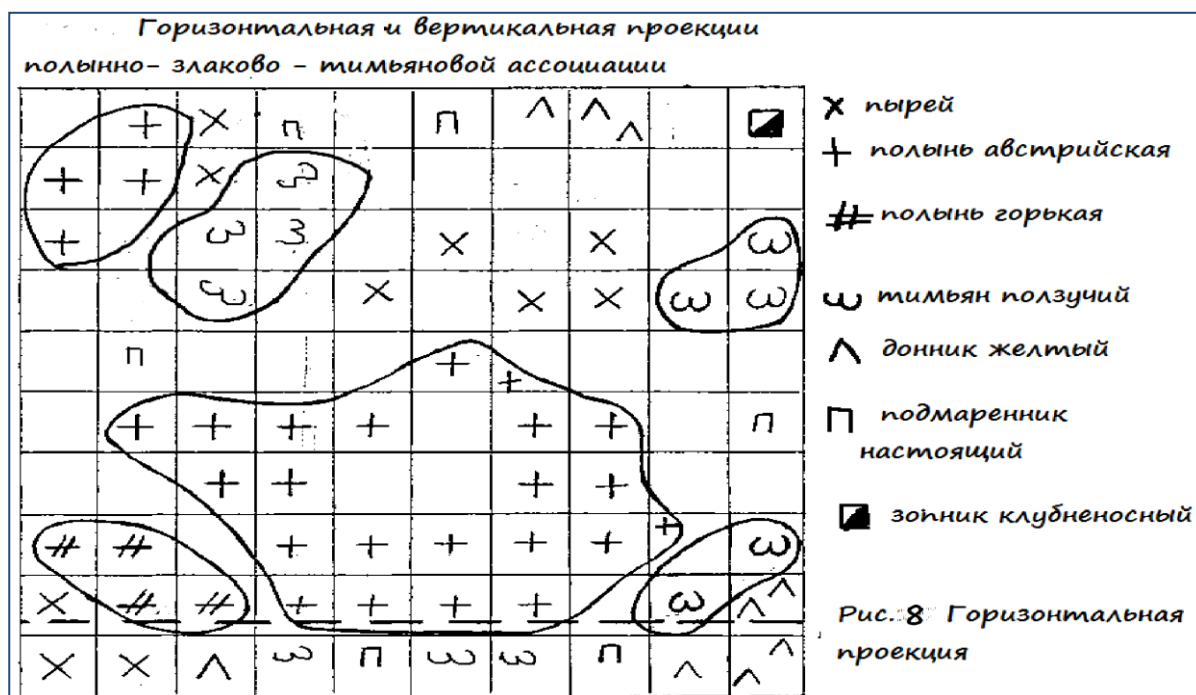 Горизонтальная и вертикальная проекции
полынно- злаково - тимьяновой ассоциации
пырей
полынь австрийская
полынь горькая
тимьян ползучий
донник желтый
подмаренник
настоящий
зопник клубненосный
Рис. 8 Горизонтальная
проекция